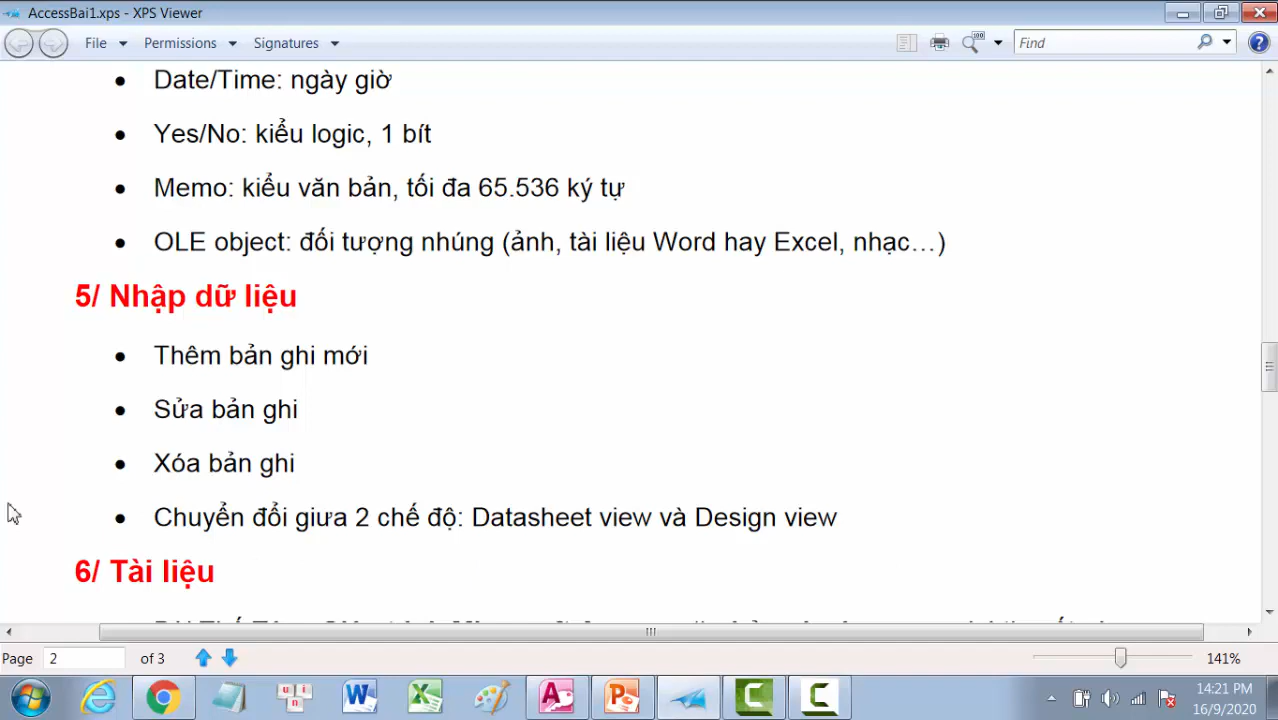 AccessBai1.xps - XPS Viewer
File Permissions Signatures Find
Date/Time: ngày giờ
Yes/No: kiểu logic, 1 bít
Memo: kiểu văn bản, tối đa 65.536 ký tự
OLE object: đối tượng nhúng (ảnh, tài liệu Word hay Excel, nhạc…)
5/ Nhập dữ liệu
Thêm bản ghi mới
Sửa bản ghi
Xóa bản ghi
Chuyển đổi giưa 2 chế độ: Datasheet view và Design view
6/ Tài liệu
Page 2 of 3 141%
14:21 PM
16/9/2020